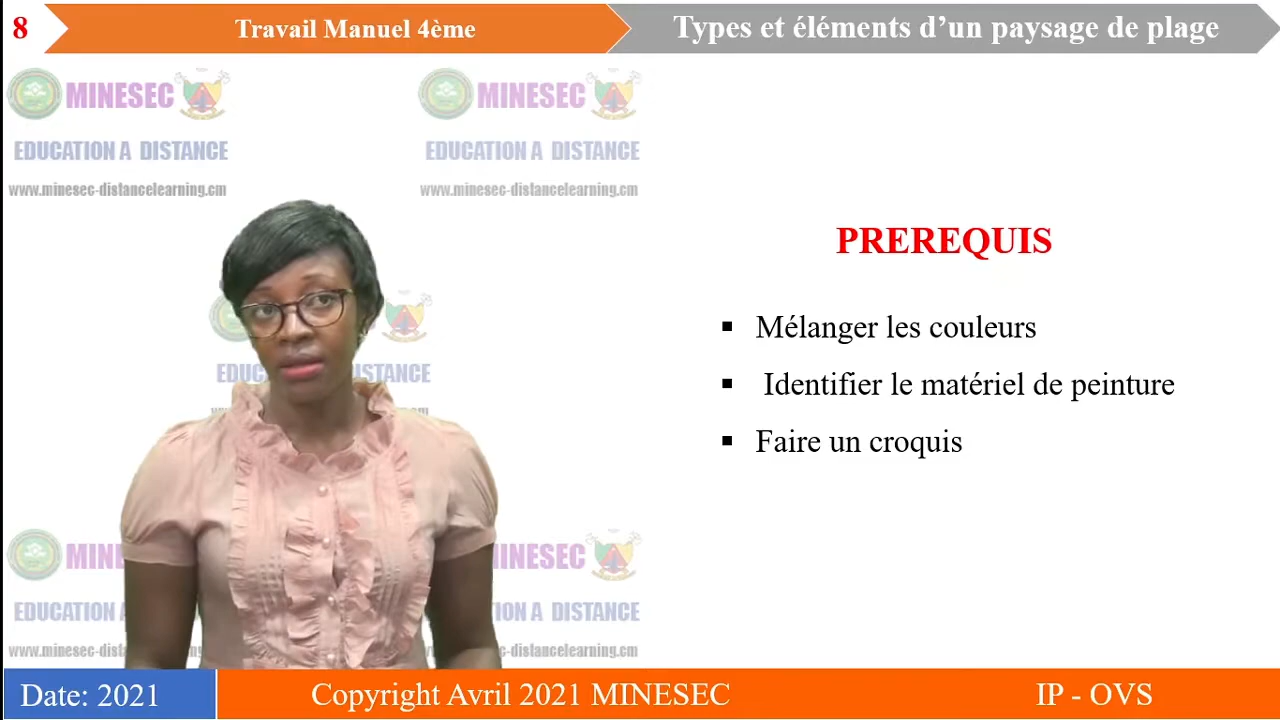 8
Travail Manuel 4ème
Types et éléments d’un paysage de plage
MINESEC
MINESEC
EDUCATION A DISTANCE
EDUCATION A DISTANCE
www.minesec-distancelearning.cm
www.minesec-distancelearning.cm
PREREQUIS
▪ Mélanger les couleurs
▪ Identifier le matériel de peinture
▪ Faire un croquis
Date: 2021
Copyright Avril 2021 MINESEC
IP - OVS